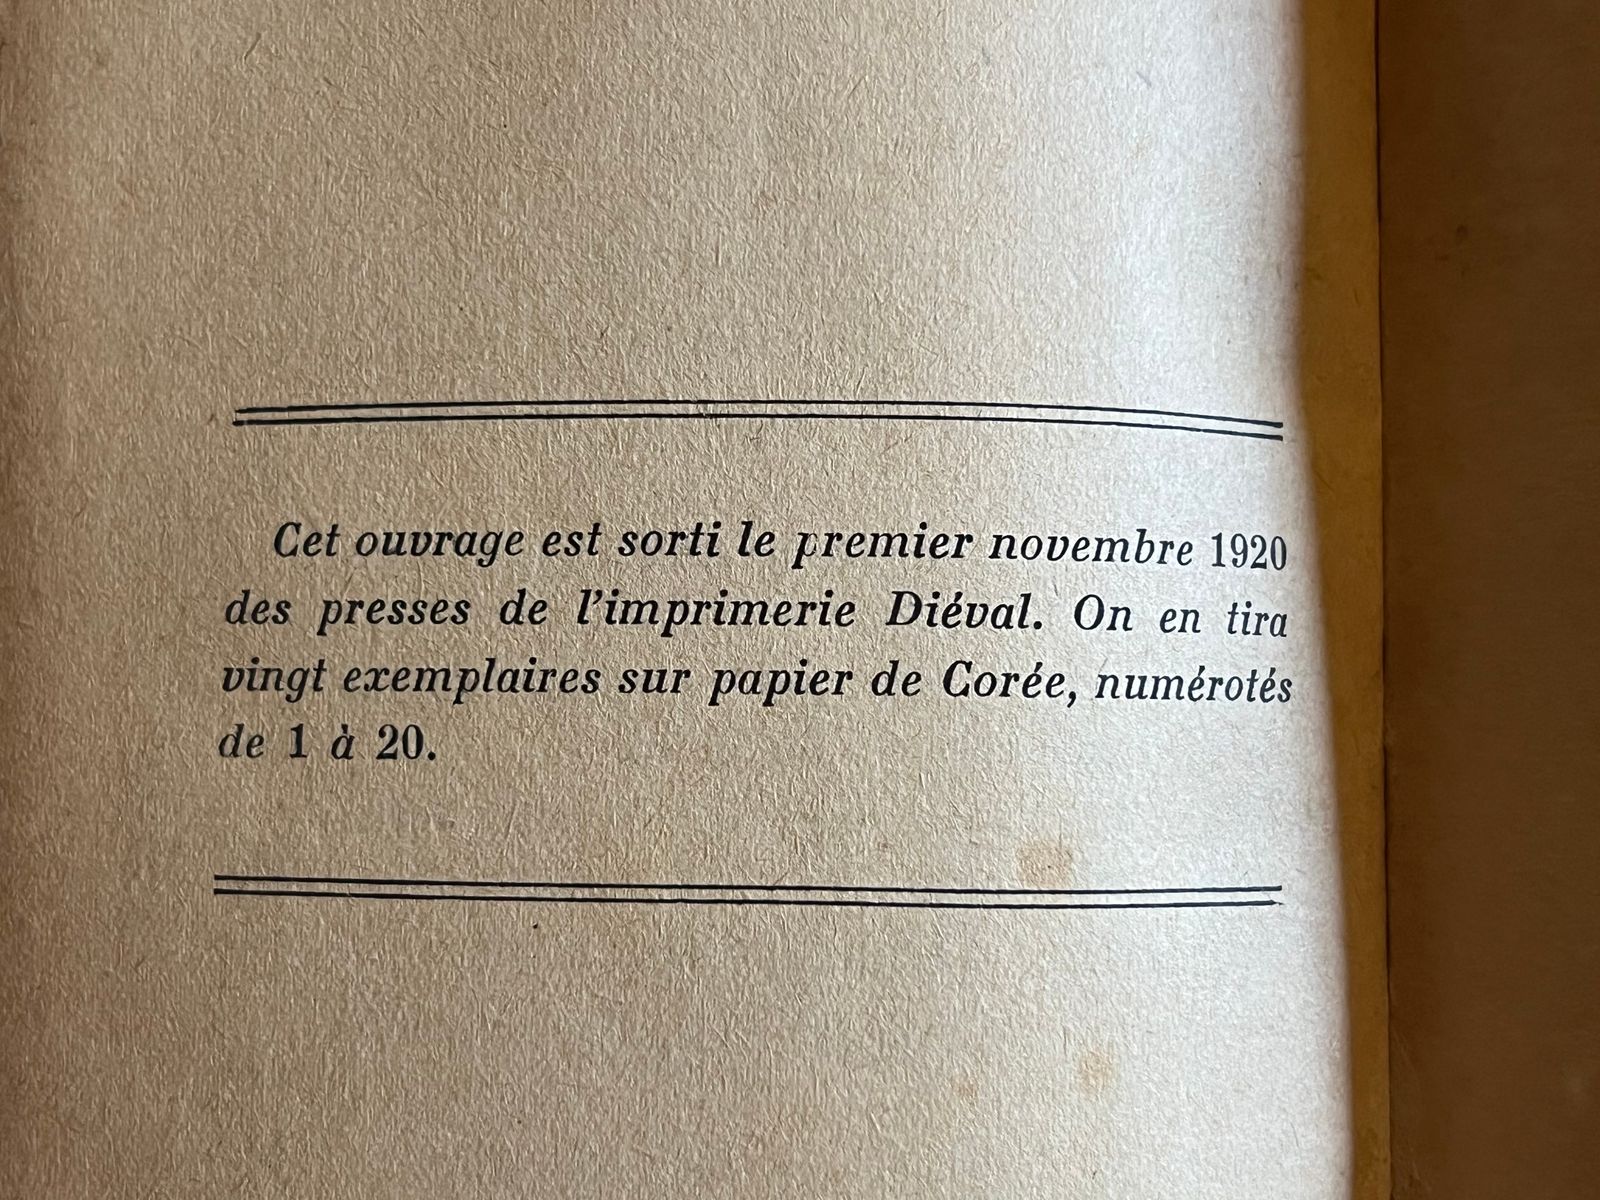 Cet ouvrage est sorti le premier novembre 1920
des presses de l'imprimerie Diéval. On en tira
vingt exemplaires sur papier de Corée, numérotés
de 1 à 20.